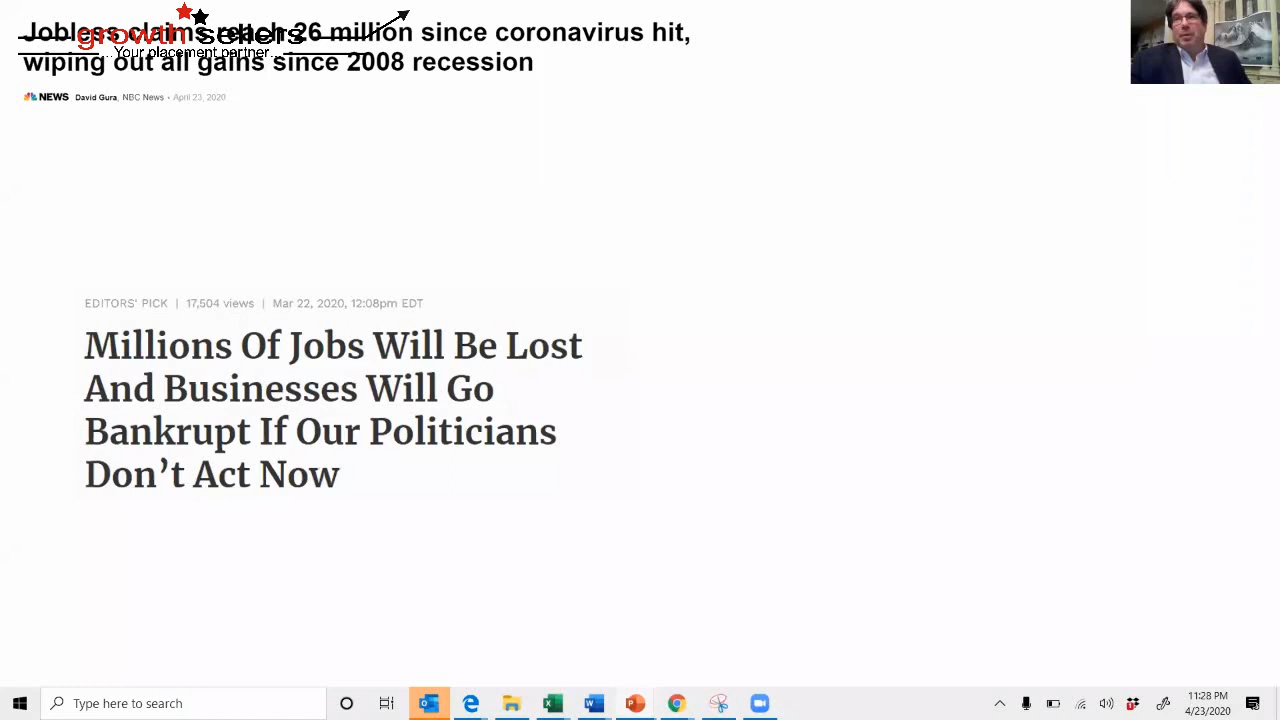 Jobless claims reach 26 million since coronavirus hit,
wiping out all gains since 2008 recession
growth sellers
...Your placement partner...
NEWS David Gura, NBC News • April 23, 2020
EDITORS' PICK | 17,504 views | Mar 22, 2020, 12:08pm EDT
Millions Of Jobs Will Be Lost
And Businesses Will Go
Bankrupt If Our Politicians
Don't Act Now
Type here to search
11:28 PM
4/23/2020